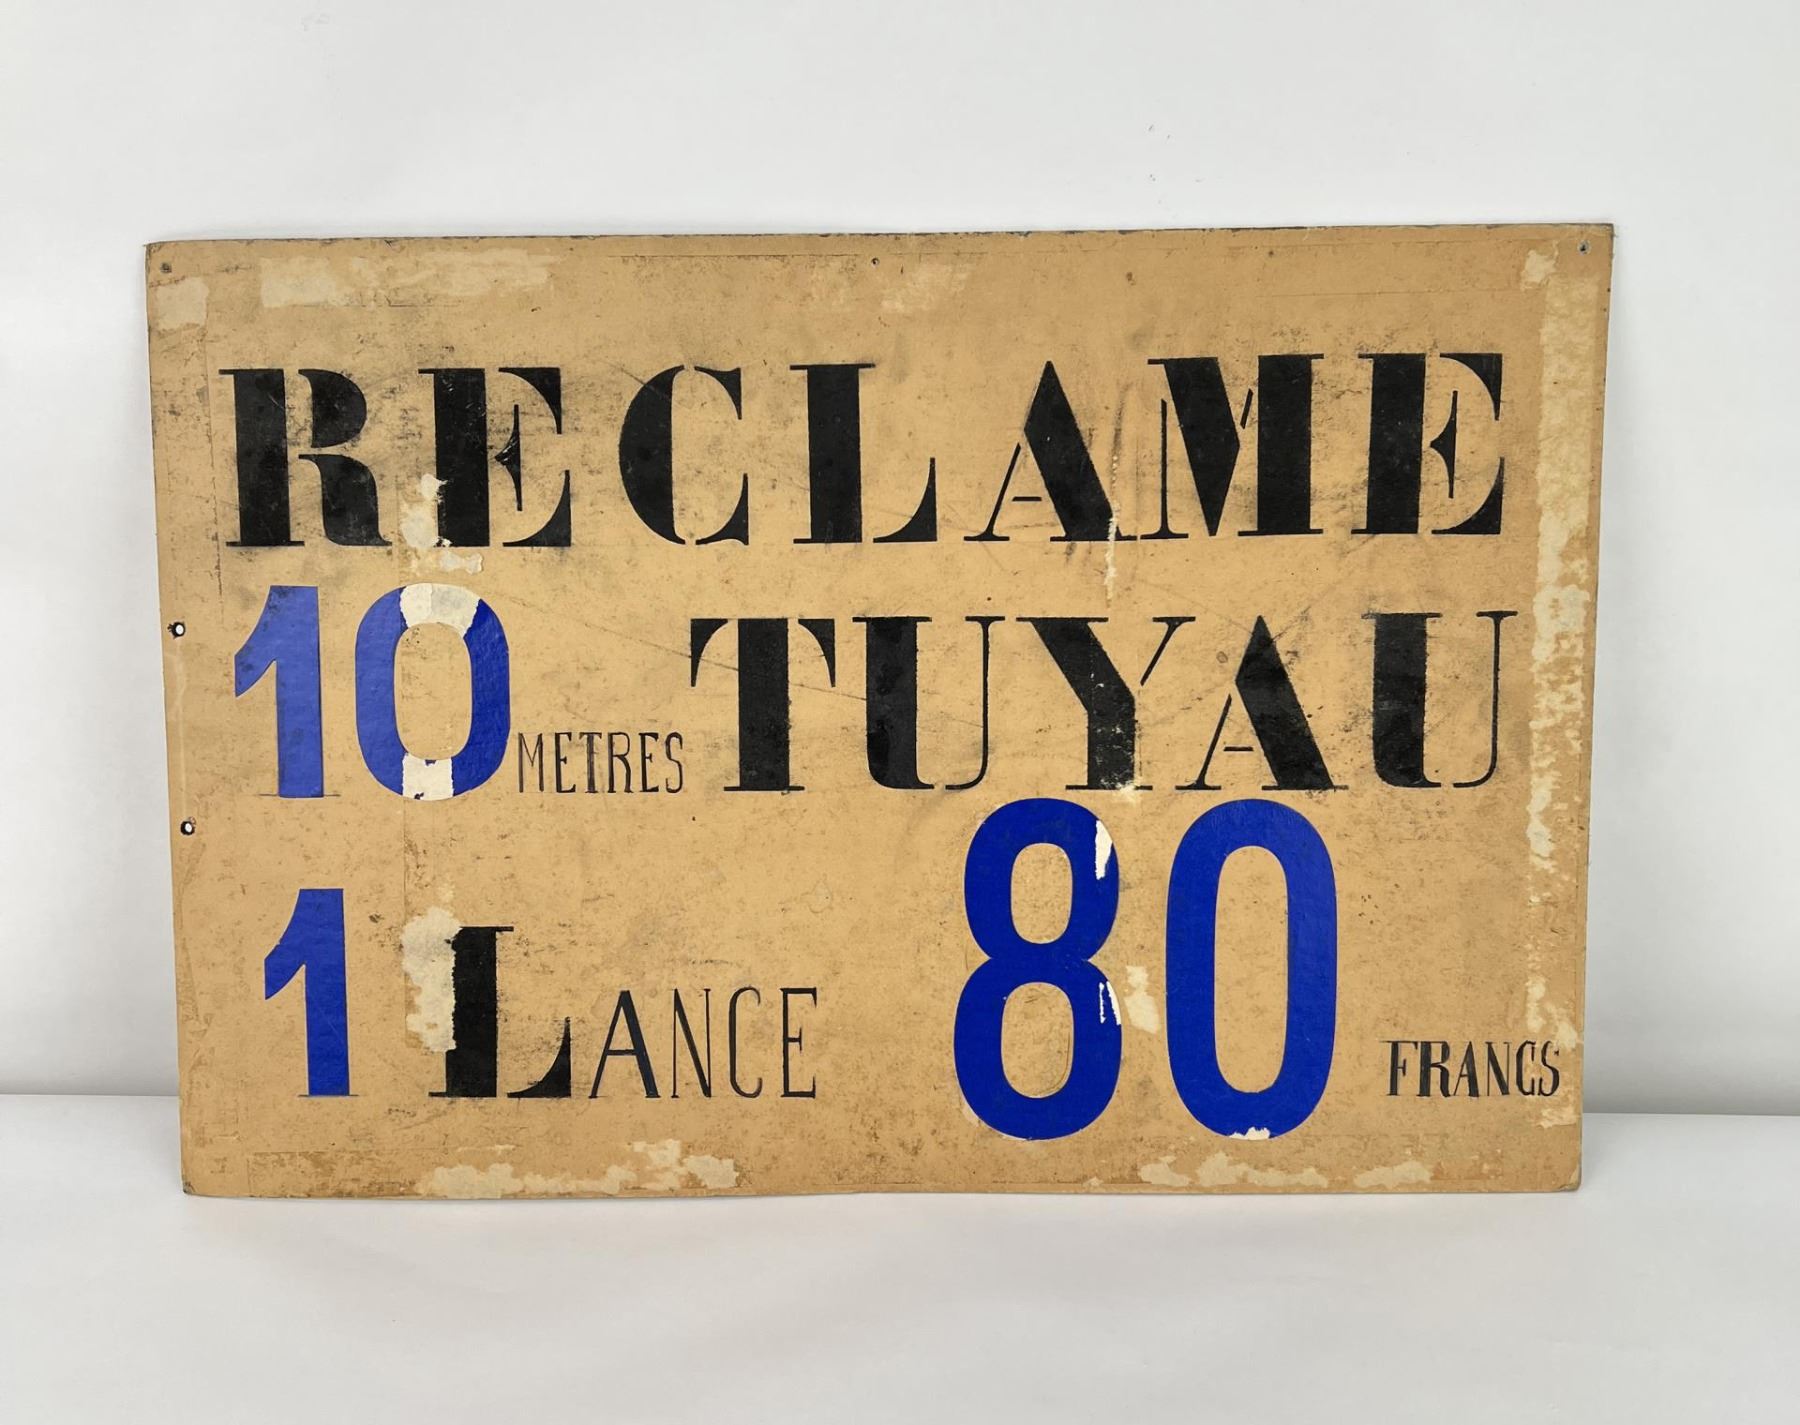 RECLAME
10 METRES TUYAU
1 LANCE 80 FRANCS